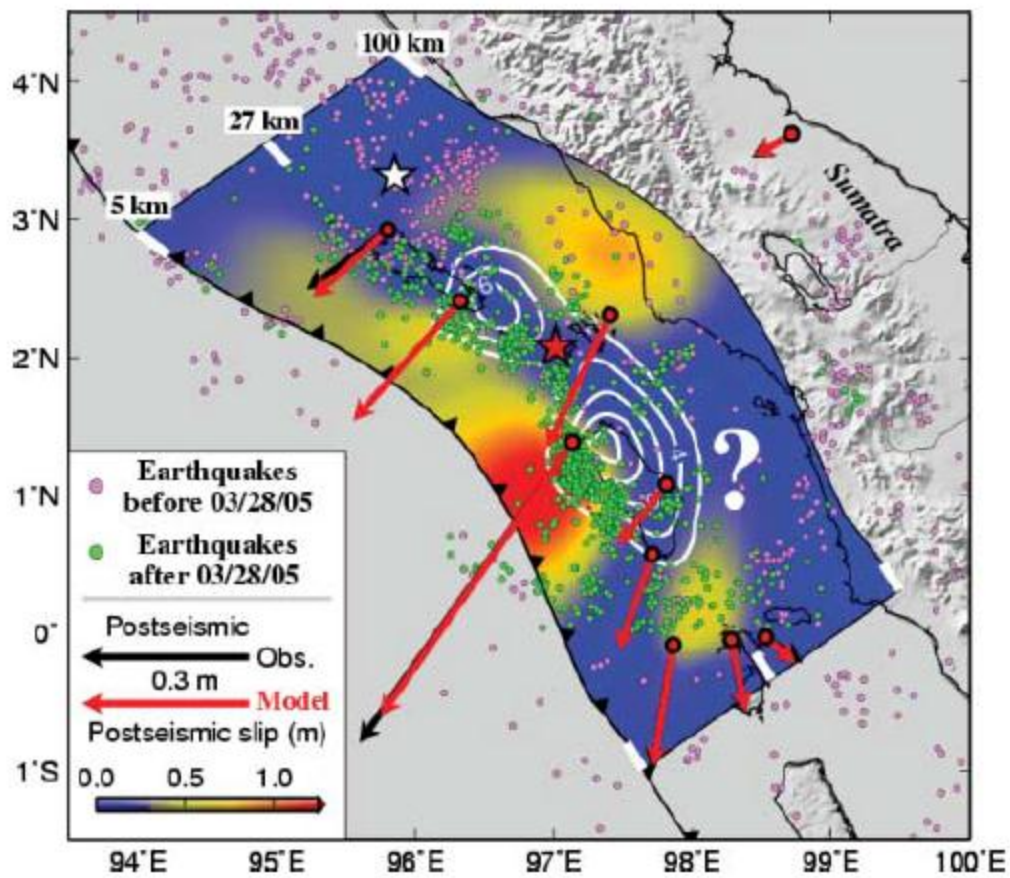 100 km
4°N
27 km
Sumatra
3°N
5 km
6
2°N
4
?
1°N
Earthquakes
before 03/28/05
Earthquakes
after 03/28/05
0°
Postseismic
Obs.
0.3 m
Model
Postseismic slip (m)
0.0 0.5 1.0
1°S
94°E 95°E 96°E 97°E 98°E 99°E 100°E